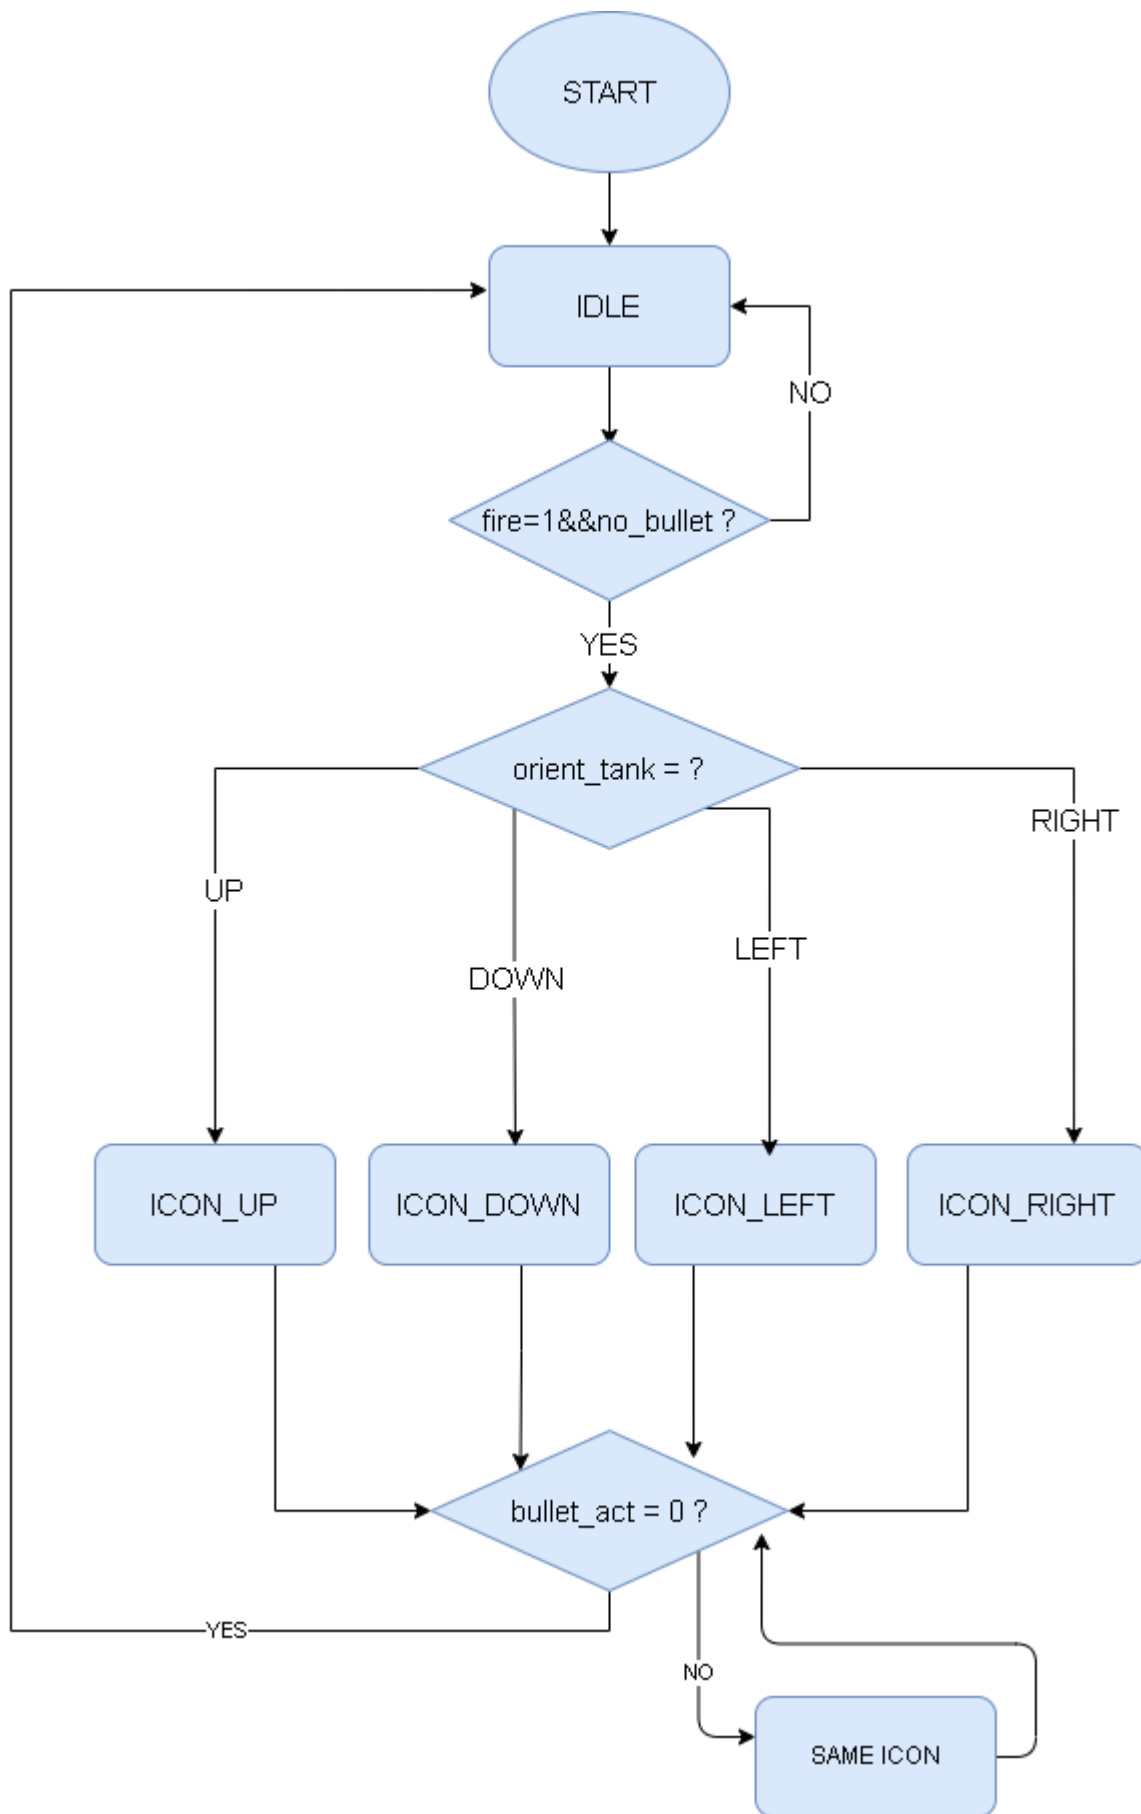 START
IDLE
NO
fire=1&&no_bullet ?
YES
orient_tank = ?
RIGHT
UP
LEFT
DOWN
ICON_UP
ICON_DOWN
ICON_LEFT
ICON_RIGHT
bullet_act = 0 ?
YES
NO
SAME ICON